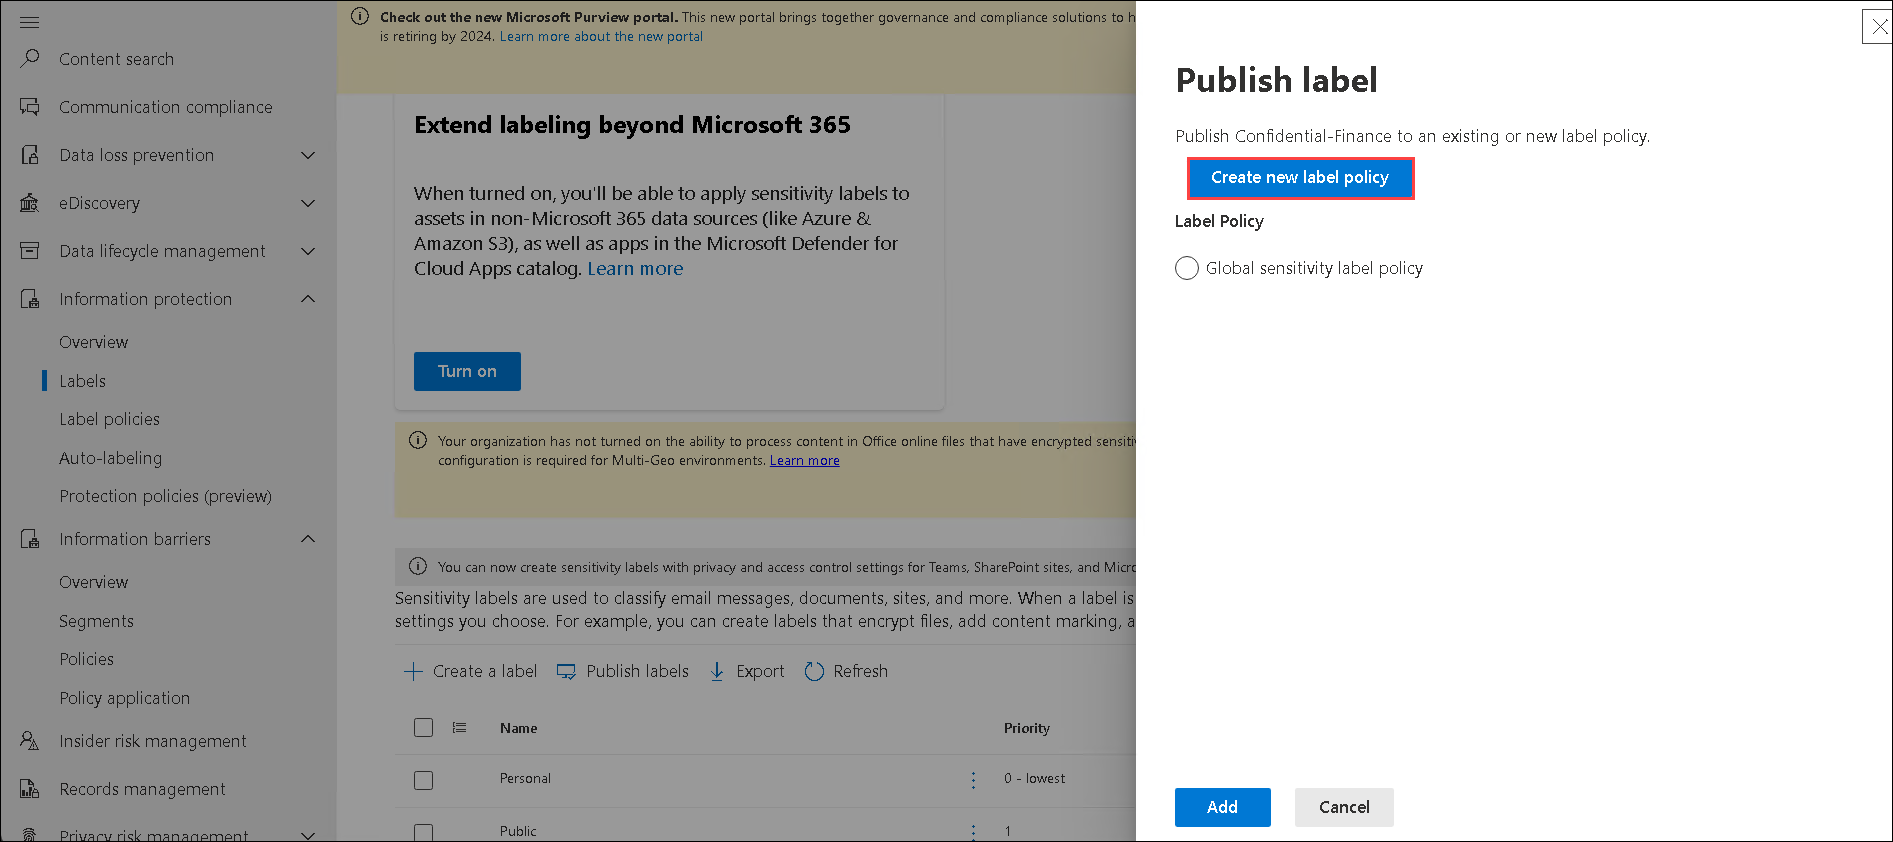 Content search
Communication compliance
Data loss prevention
eDiscovery
Data lifecycle management
Information protection
Overview
Labels
Label policies
Auto-labeling
Protection policies (preview)
Information barriers
Overview
Segments
Policies
Policy application
Insider risk management
Records management
Privacy risk management
Check out the new Microsoft Purview portal. This new portal brings together governance and compliance solutions to h
is retiring by 2024. Learn more about the new portal
Extend labeling beyond Microsoft 365
When turned on, you'll be able to apply sensitivity labels to
assets in non-Microsoft 365 data sources (like Azure &
Amazon S3), as well as apps in the Microsoft Defender for
Cloud Apps catalog. Learn more
Turn on
Your organization has not turned on the ability to process content in Office online files that have encrypted sensitiv
configuration is required for Multi-Geo environments. Learn more
You can now create sensitivity labels with privacy and access control settings for Teams, SharePoint sites, and Micro
Sensitivity labels are used to classify email messages, documents, sites, and more. When a label is
settings you choose. For example, you can create labels that encrypt files, add content marking, a
Create a label Publish labels Export Refresh
Name Priority
Personal 0 - lowest
Public 1
Publish label
Publish Confidential-Finance to an existing or new label policy.
Create new label policy
Label Policy
Global sensitivity label policy
Add Cancel